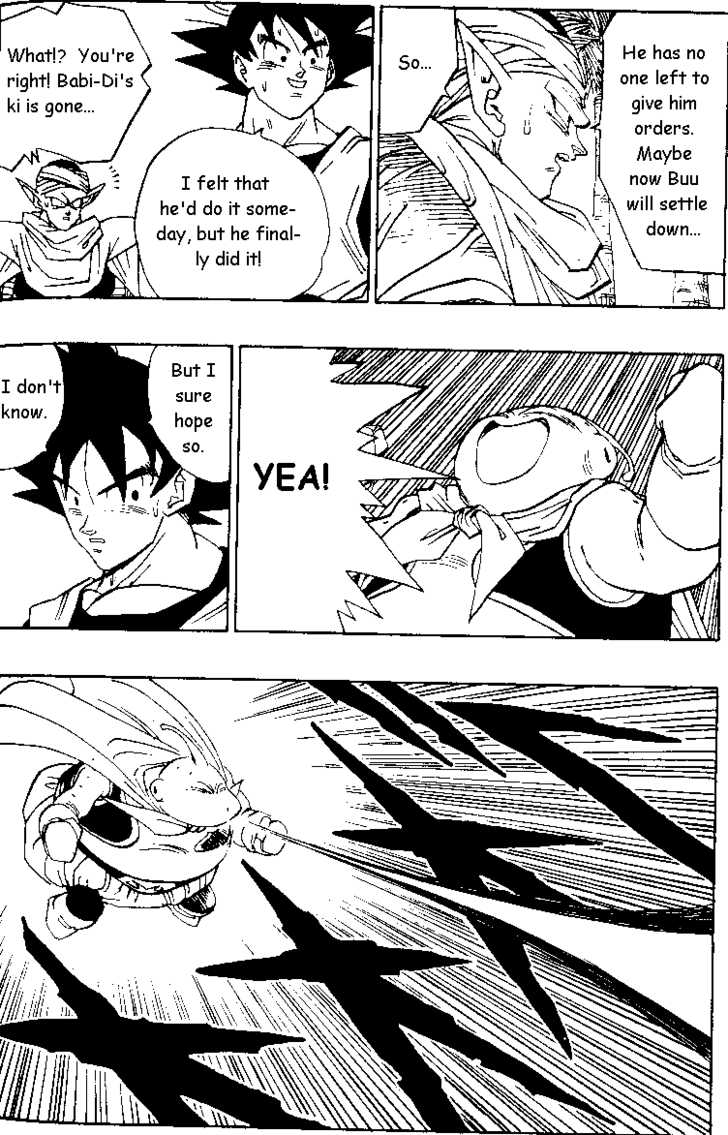 What!? You're
right! Babi-Di's
ki is gone...
I felt that
he'd do it some-
day, but he final-
ly did it!
So...
He has no
one left to
give him
orders.
Maybe
now Buu
will settle
down...
I don't
know.
But I
sure
hope
so.
YEA!